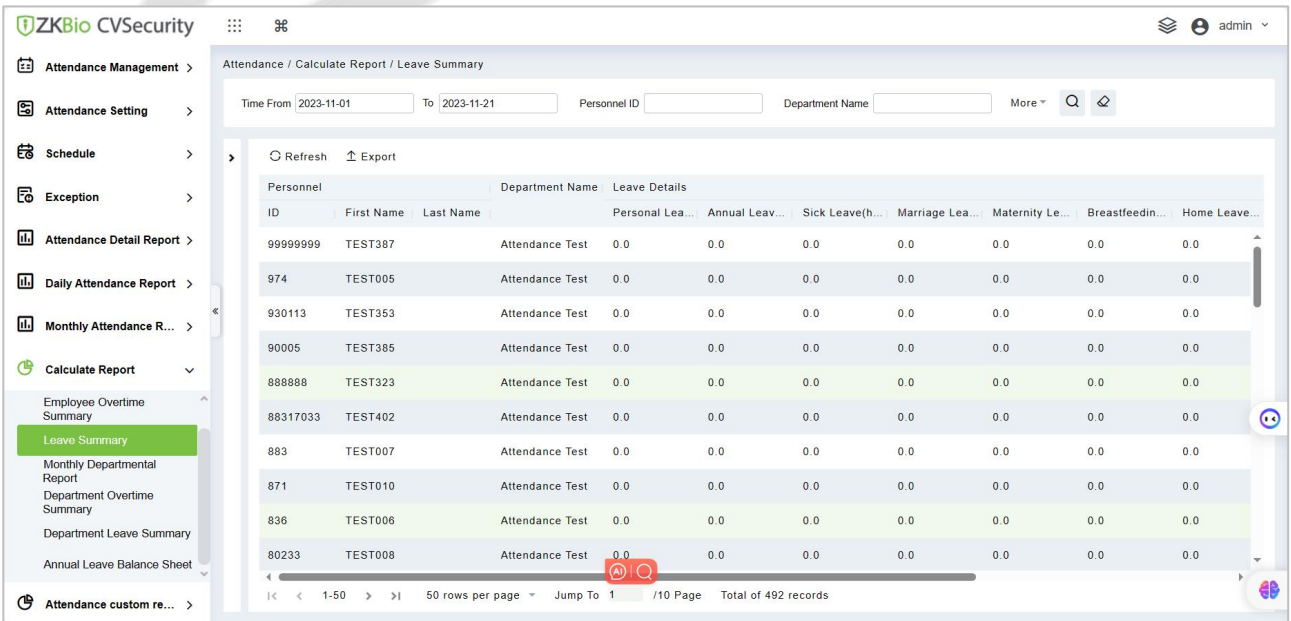 ZKBio CVSecurity
admin
Attendance Management
Attendance Setting
Schedule
Exception
Attendance Detail Report
Daily Attendance Report
Monthly Attendance R...
Calculate Report
Employee Overtime
Summary
Leave Summary
Monthly Departmental
Report
Department Overtime
Summary
Department Leave Summary
Annual Leave Balance Sheet
Attendance custom re...
Attendance / Calculate Report / Leave Summary
Time From 2023-11-01 To 2023-11-21 Personnel ID Department Name More
Refresh Export
Personnel Department Name Leave Details
ID First Name Last Name Personal Lea... Annual Leav... Sick Leave(h... Marriage Lea... Maternity Le... Breastfeedin... Home Leave...
99999999 TEST387 Attendance Test 0.0 0.0 0.0 0.0 0.0 0.0 0.0
974 TEST005 Attendance Test 0.0 0.0 0.0 0.0 0.0 0.0 0.0
930113 TEST353 Attendance Test 0.0 0.0 0.0 0.0 0.0 0.0 0.0
90005 TEST385 Attendance Test 0.0 0.0 0.0 0.0 0.0 0.0 0.0
888888 TEST323 Attendance Test 0.0 0.0 0.0 0.0 0.0 0.0 0.0
88317033 TEST402 Attendance Test 0.0 0.0 0.0 0.0 0.0 0.0 0.0
883 TEST007 Attendance Test 0.0 0.0 0.0 0.0 0.0 0.0 0.0
871 TEST010 Attendance Test 0.0 0.0 0.0 0.0 0.0 0.0 0.0
836 TEST006 Attendance Test 0.0 0.0 0.0 0.0 0.0 0.0 0.0
80233 TEST008 Attendance Test 0.0 0.0 0.0 0.0 0.0 0.0 0.0
AI
1-50 50 rows per page Jump To 1 /10 Page Total of 492 records